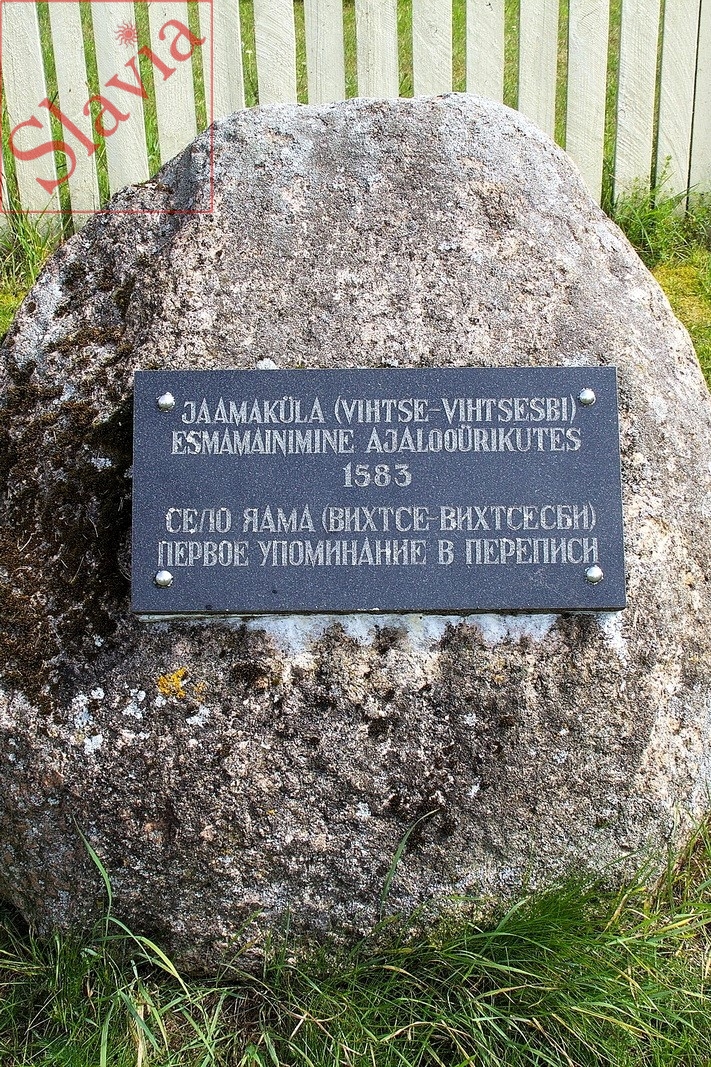 Slavia
JAAMAKÜLA (VIHTSE-VIHTSESBI)
ESMAMAINIMINE AJALOOÜRIKUTES
1583
СЕЛО ЯАМА (ВИХТСЕ-ВИХТСЕСБИ)
ПЕРВОЕ УПОМИНАНИЕ В ПЕРЕПИСИ